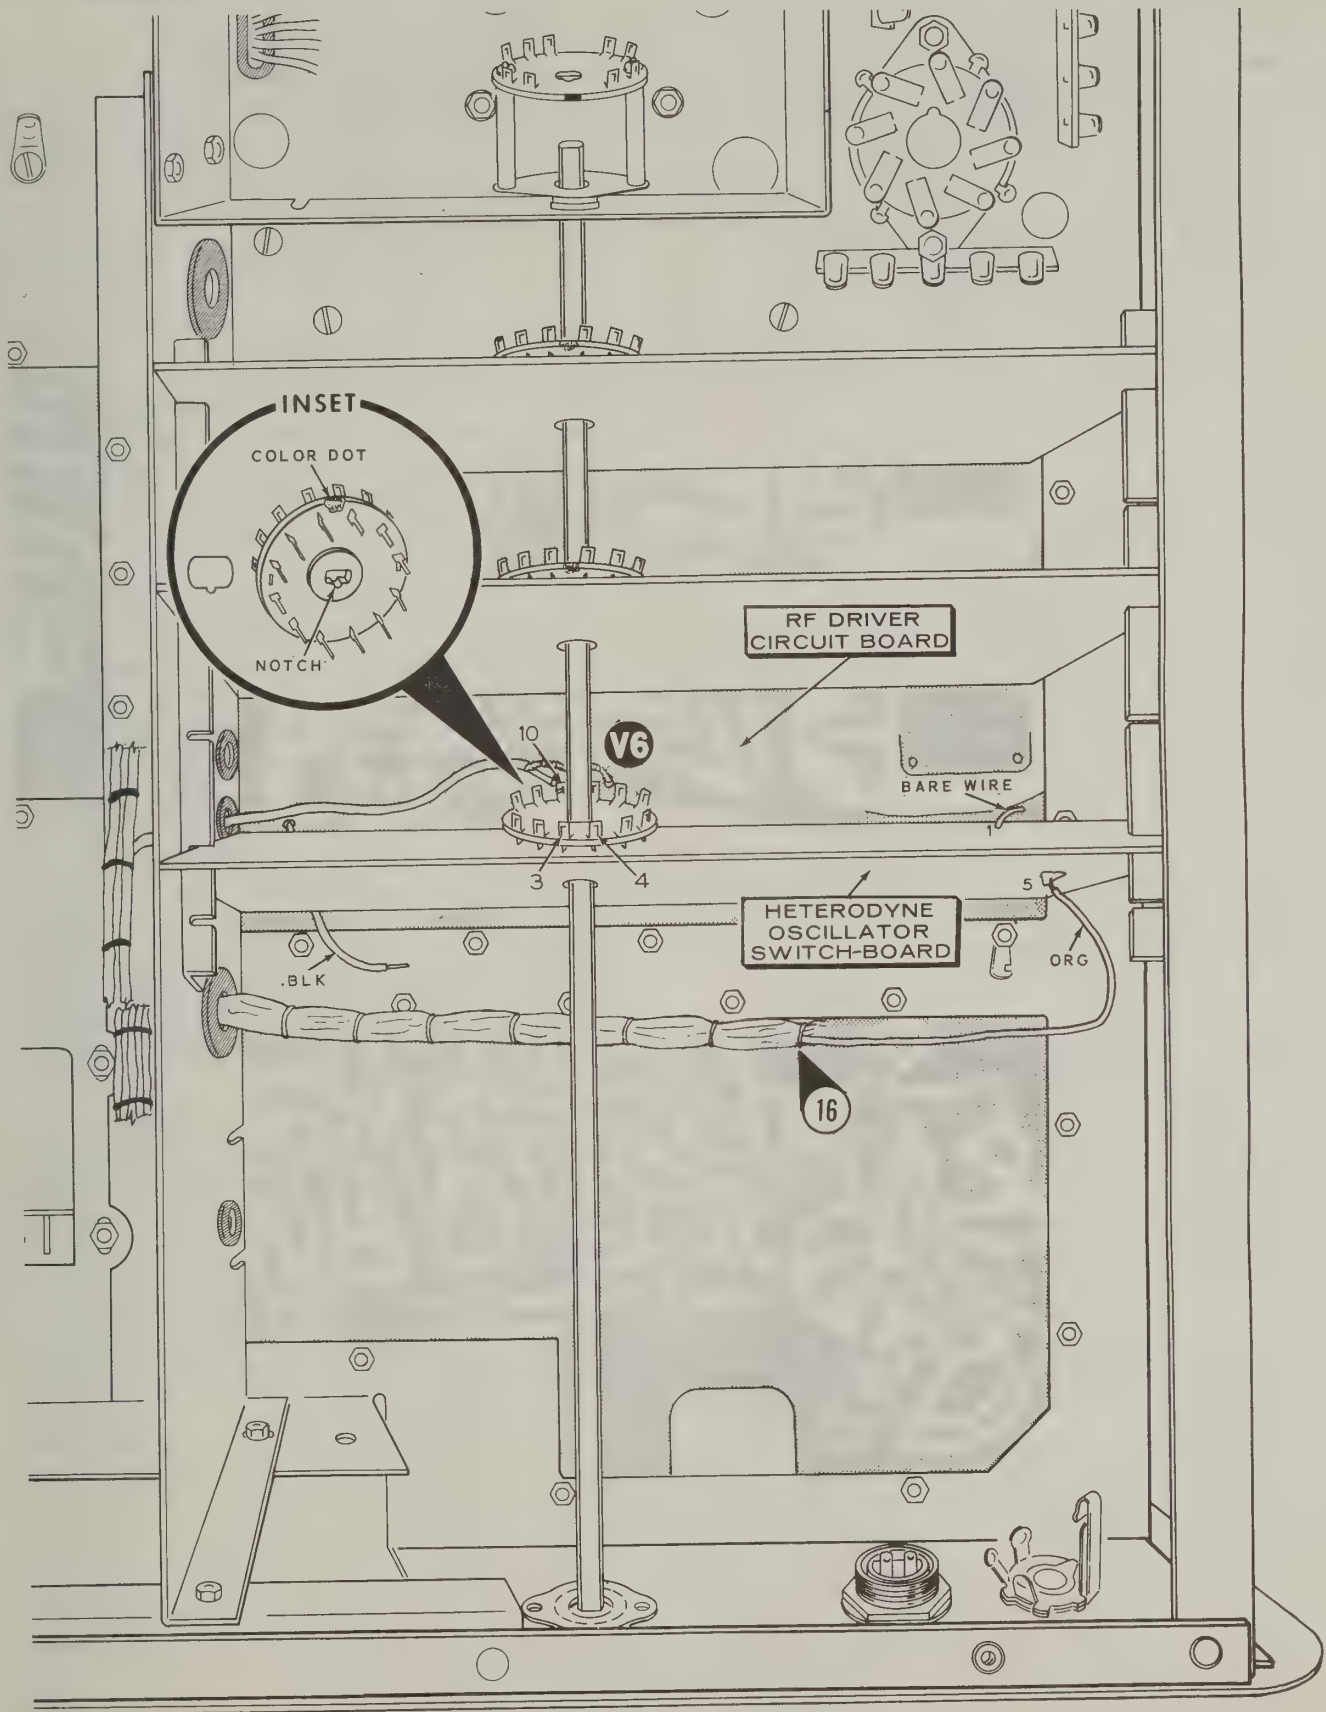 INSET
COLOR DOT
NOTCH
RF DRIVER
CIRCUIT BOARD
10
V6
BARE WIRE
1
3
4
5
HETERODYNE
OSCILLATOR
SWITCH-BOARD
ORG
.BLK
16